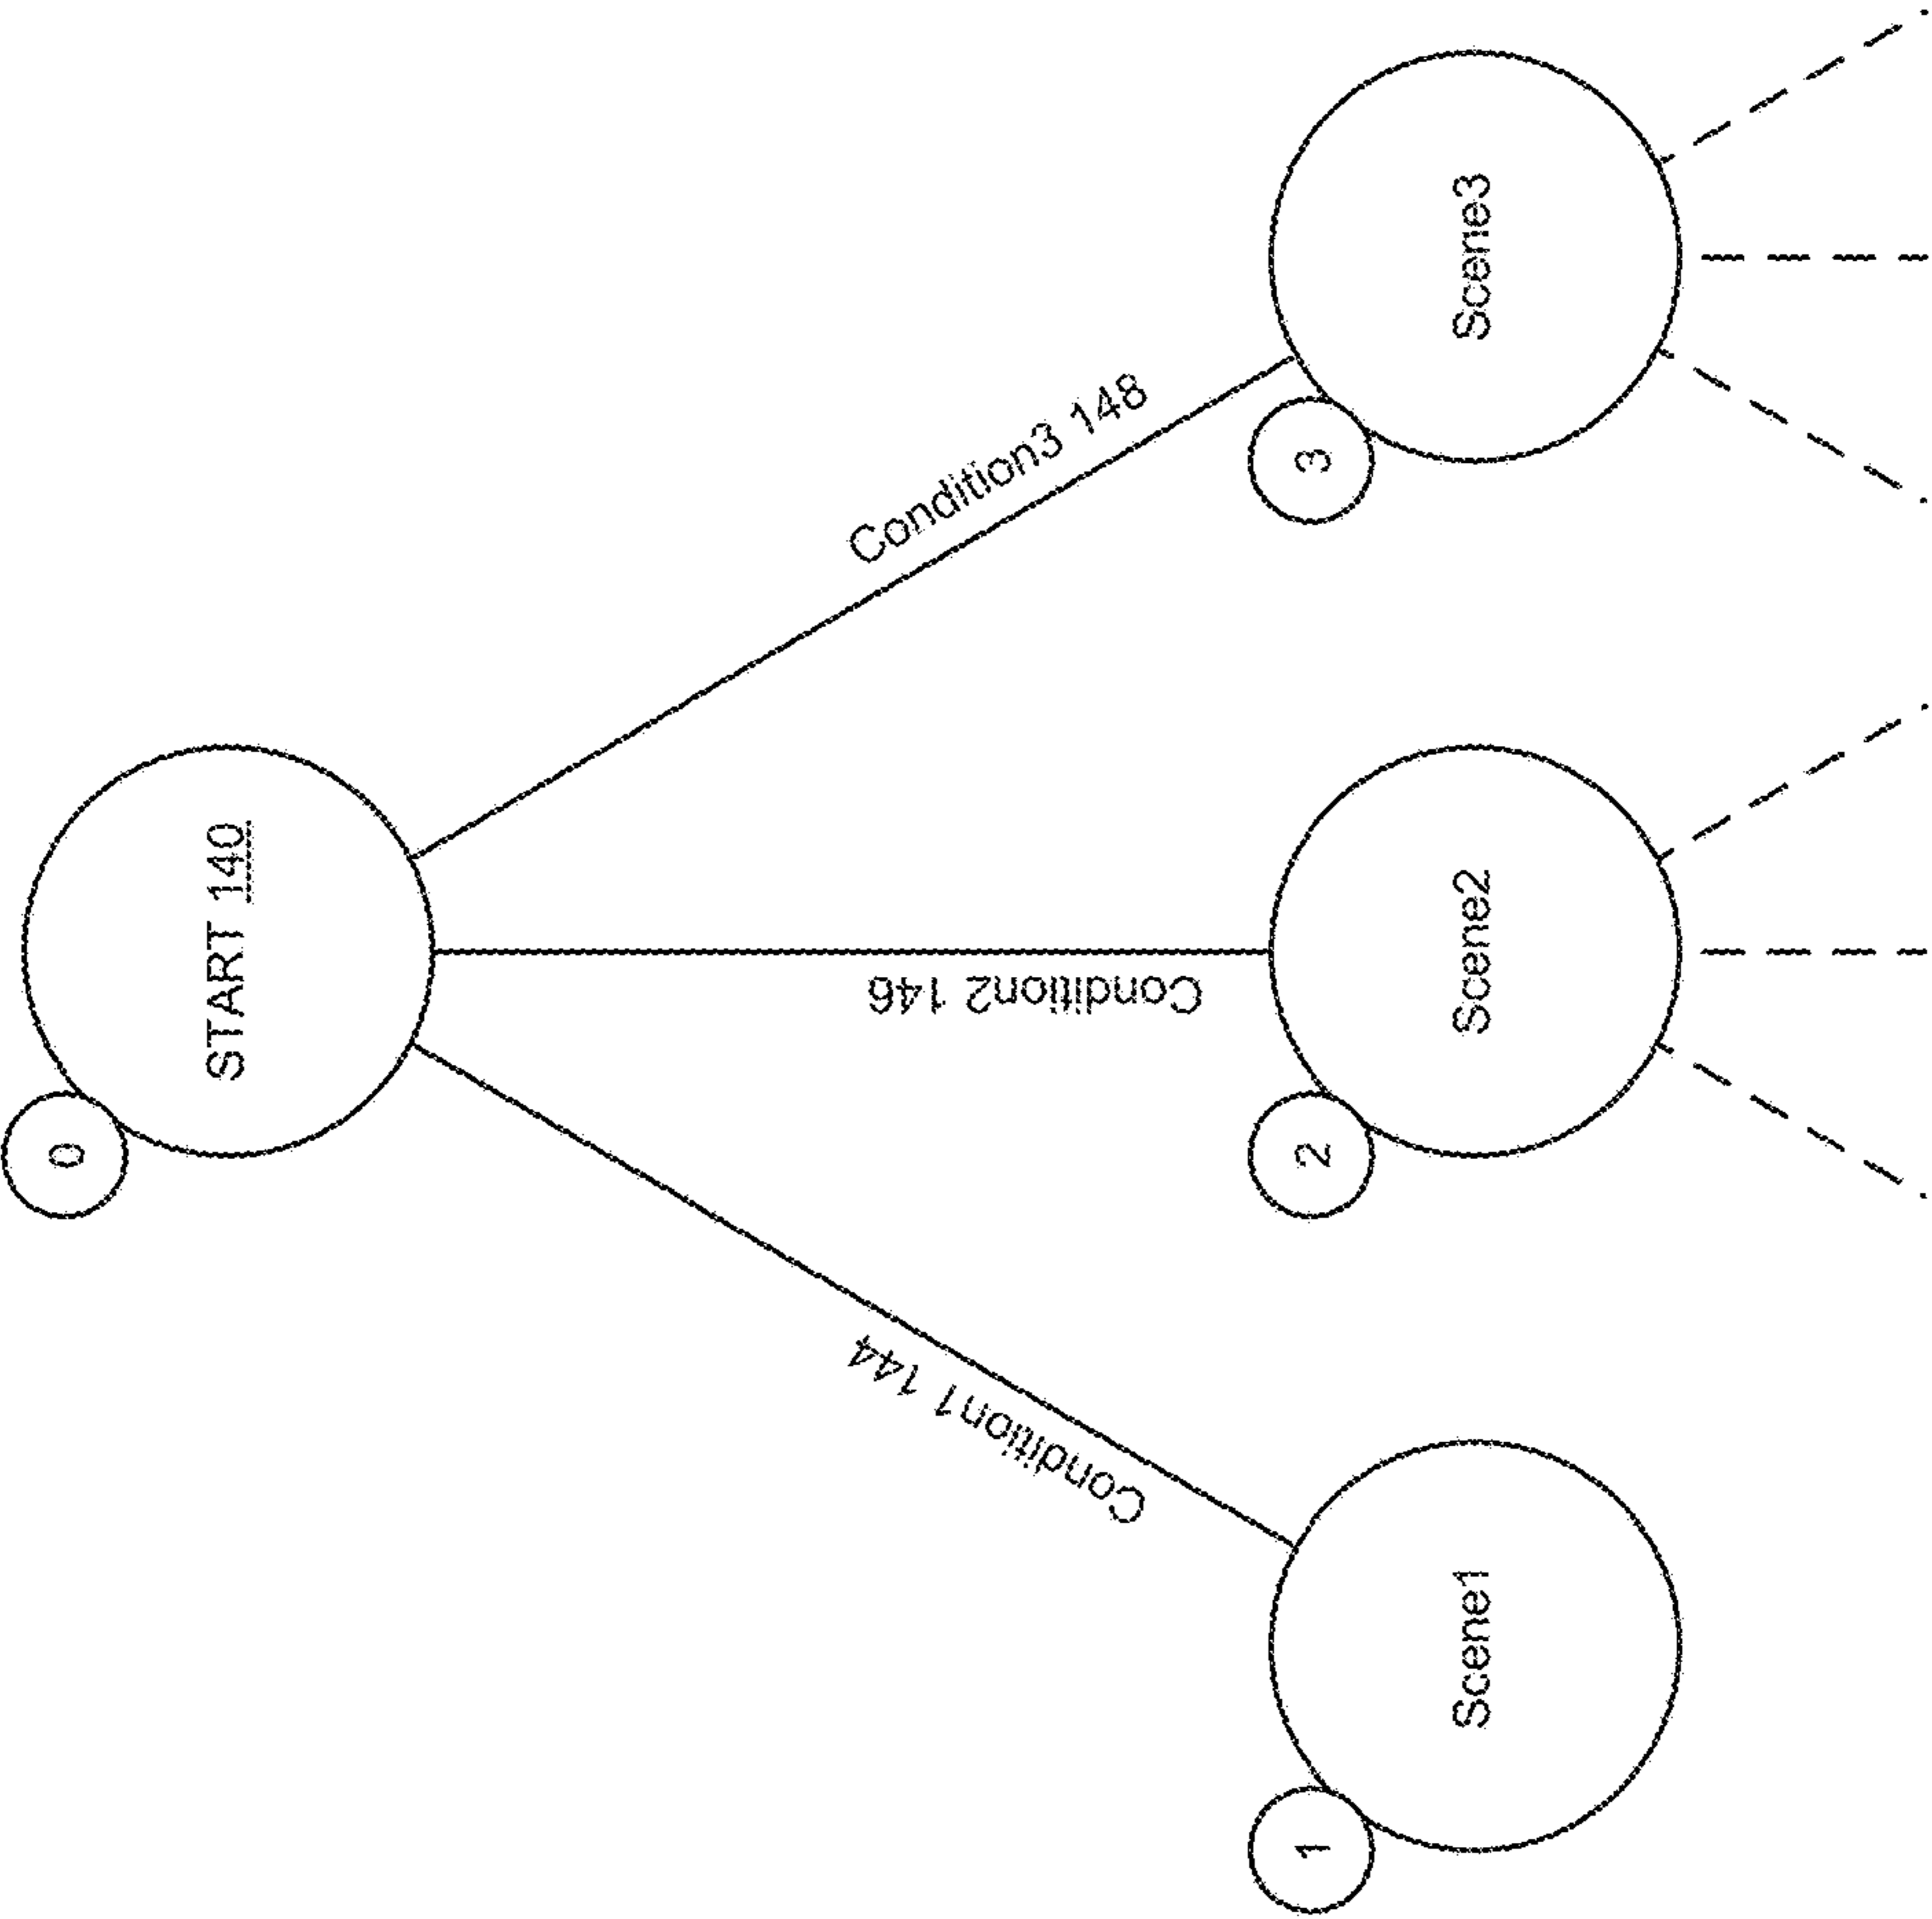 0
START 140
Condition1 144
Condition2 146
Condition3 148
1
Scene1
2
Scene2
3
Scene3